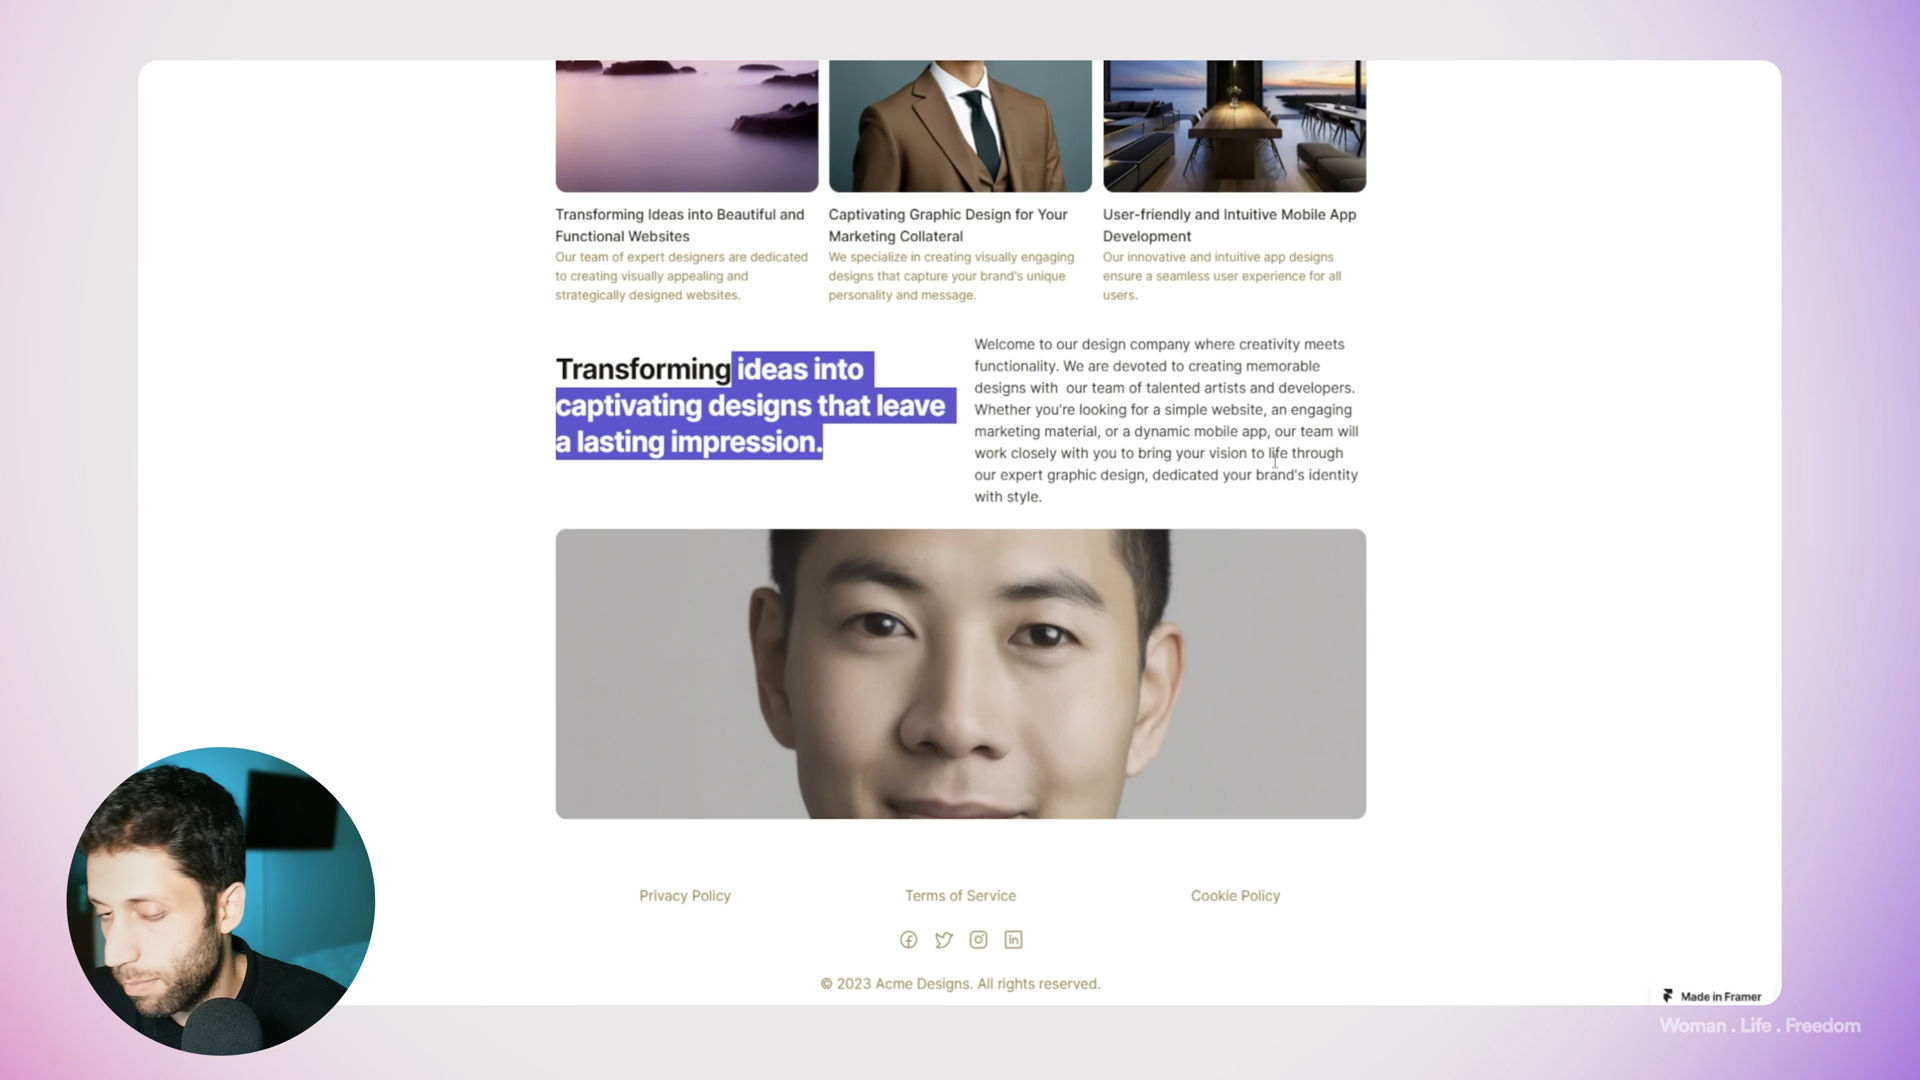 Transforming Ideas into Beautiful and
Functional Websites
Our team of expert designers are dedicated
to creating visually appealing and
strategically designed websites.
Captivating Graphic Design for Your
Marketing Collateral
We specialize in creating visually engaging
designs that capture your brand's unique
personality and message.
User-friendly and Intuitive Mobile App
Development
Our innovative and intuitive app designs
ensure a seamless user experience for all
users.
Transforming ideas into
captivating designs that leave
a lasting impression.
Welcome to our design company where creativity meets
functionality. We are devoted to creating memorable
designs with  our team of talented artists and developers.
Whether you're looking for a simple website, an engaging
marketing material, or a dynamic mobile app, our team will
work closely with you to bring your vision to life through
our expert graphic design, dedicated your brand's identity
with style.
Privacy Policy
Terms of Service
Cookie Policy
© 2023 Acme Designs. All rights reserved.
Made in Framer
Woman . Life . Freedom